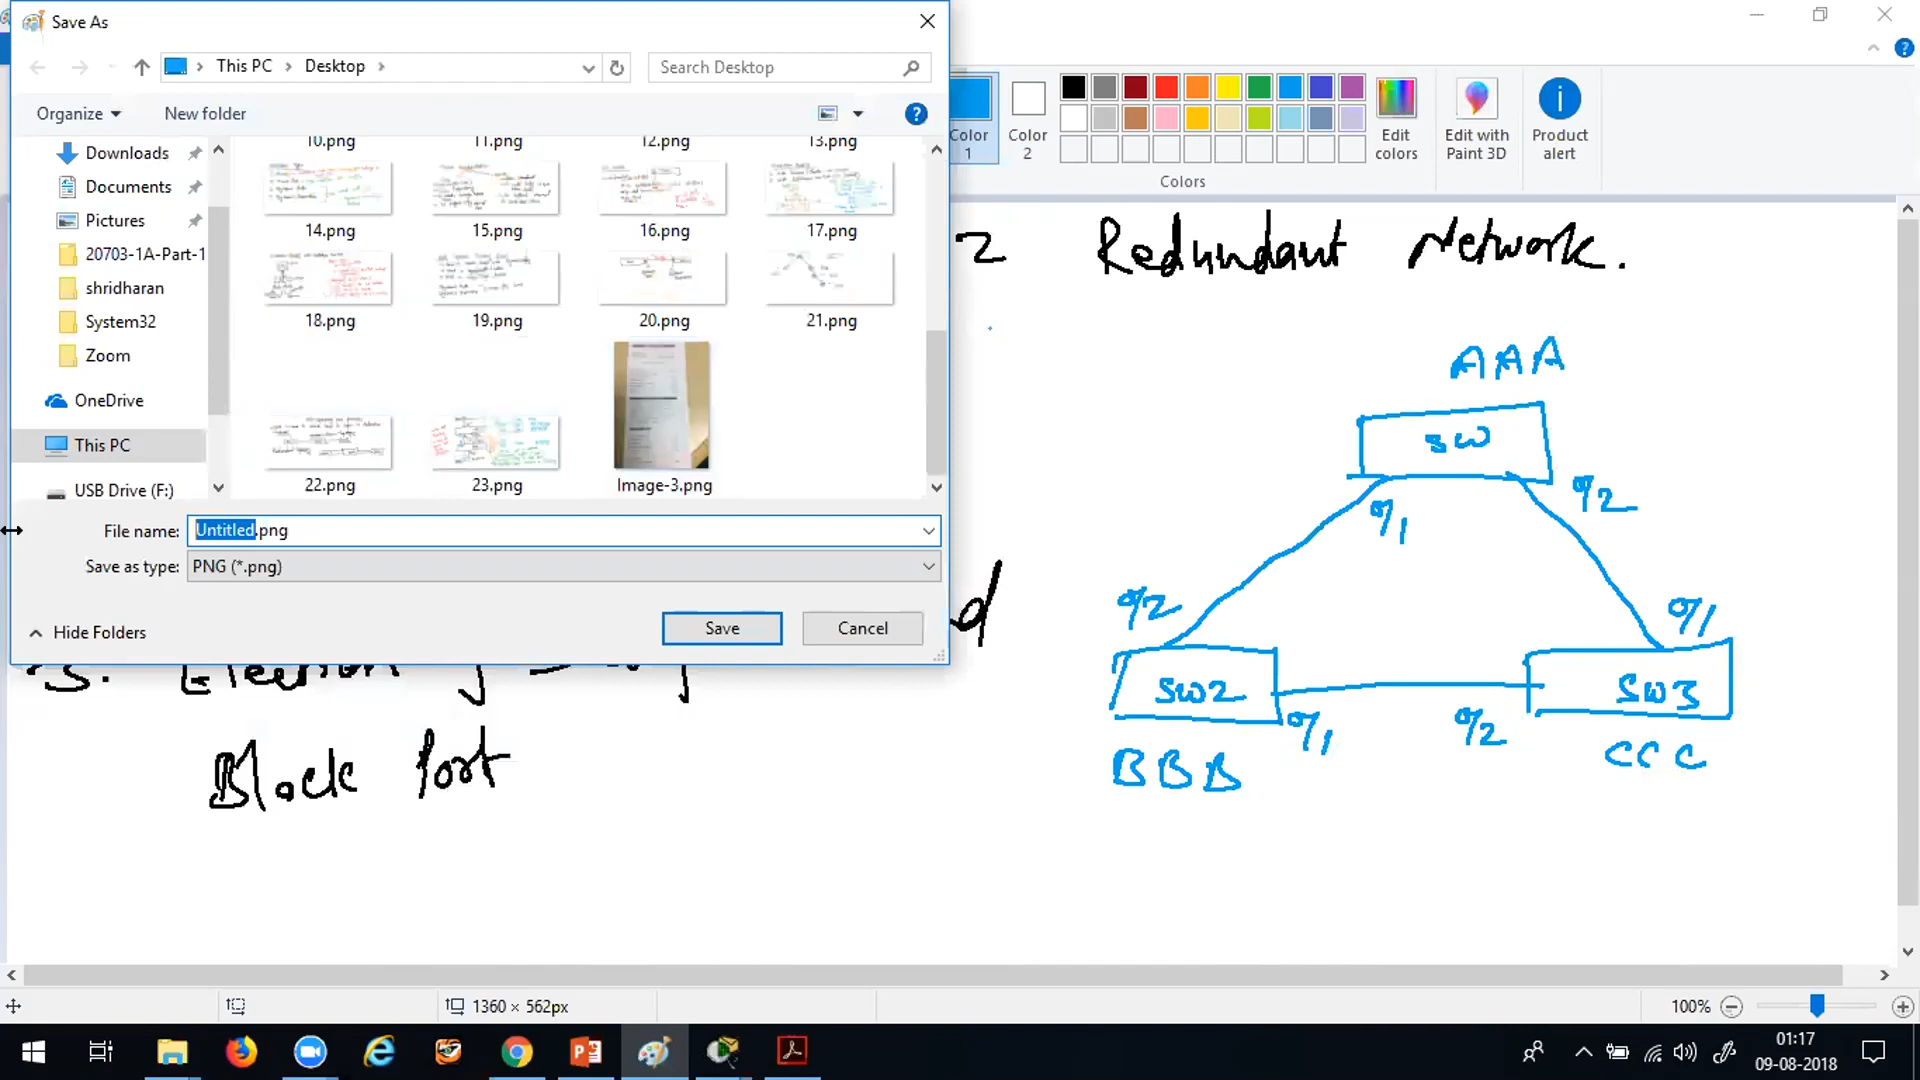 Save As
This PC
Desktop
Search Desktop
Organize
New folder
Downloads
Documents
Pictures
20703-1A-Part-1
shridharan
System32
Zoom
OneDrive
This PC
USB Drive (F:)
10.png
11.png
12.png
13.png
14.png
15.png
16.png
17.png
18.png
19.png
20.png
21.png
22.png
23.png
Image-3.png
File name:
Untitled.png
Save as type:
PNG (*.png)
Hide Folders
Save
Cancel
Color 1
Color 2
Edit colors
Edit with Paint 3D
Product alert
Colors
2 Redundant Network.
AAA
SW
0/1
0/2
0/2
0/1
SW2
SW3
0/1
0/2
BBB
CCC
3. Election
Block Port
1360 × 562px
100%
01:17
09-08-2018